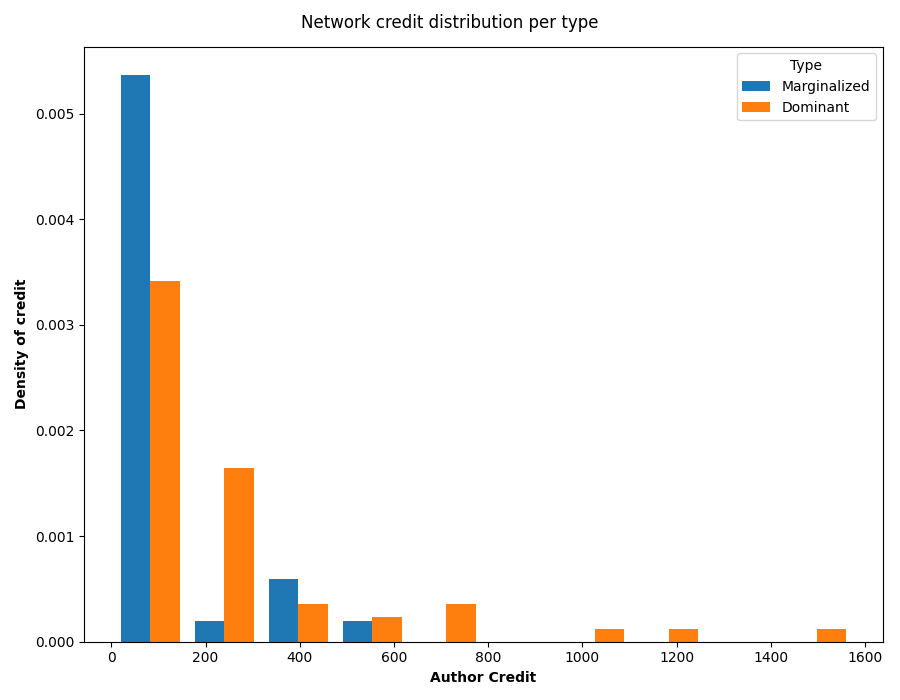 Network credit distribution per type
Type
Marginalized
Dominant
Density of credit
0.005
0.004
0.003
0.002
0.001
0.000
0 200 400 600 800 1000 1200 1400 1600
Author Credit